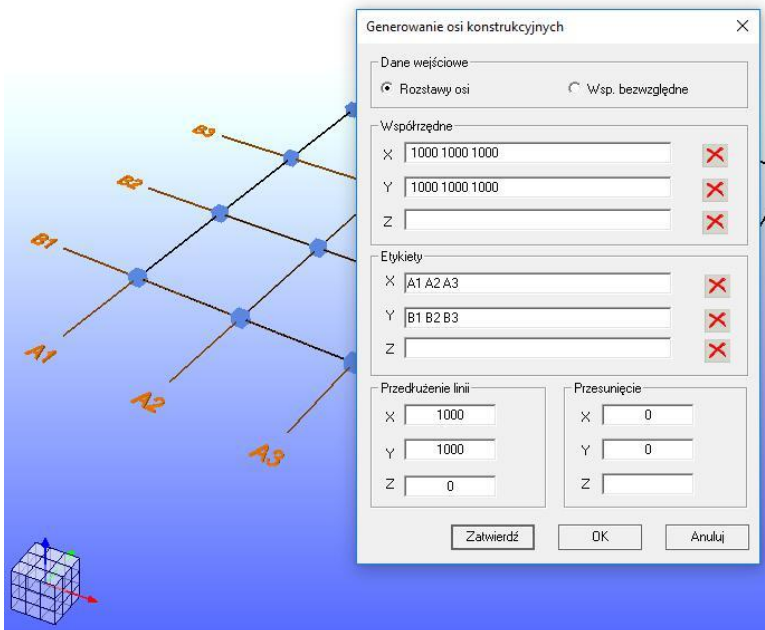 Generowanie osi konstrukcyjnych
Dane wejściowe
Rozstawy osi
Wsp. bezwzględne
Współrzędne
X 1000 1000 1000
Y 1000 1000 1000
Z
Etykiety
X A1 A2 A3
Y B1 B2 B3
Z
Przedłużenie linii
X 1000
Y 1000
Z 0
Przesunięcie
X 0
Y 0
Z
Zatwierdź
OK
Anuluj
B3
B2
B1
A1
A2
A3